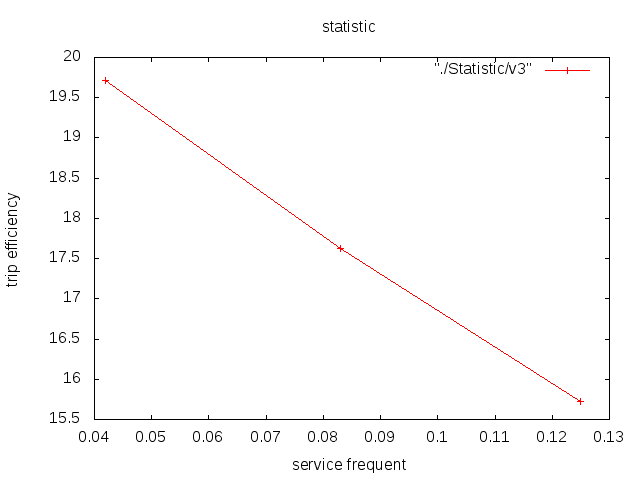 statistic
"./Statistic/v3"
20
19.5
19
18.5
18
17.5
17
16.5
16
15.5
trip efficiency
0.04 0.05 0.06 0.07 0.08 0.09 0.1 0.11 0.12 0.13
service frequent